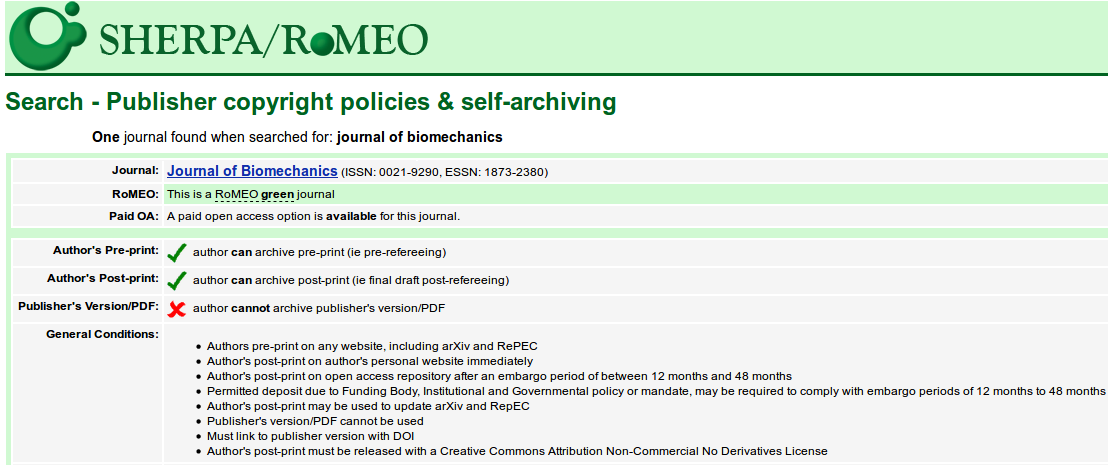 SHERPA/RoMEO
Search - Publisher copyright policies & self-archiving
One journal found when searched for: journal of biomechanics
Journal: Journal of Biomechanics (ISSN: 0021-9290, ESSN: 1873-2380)
RoMEO: This is a RoMEO green journal
Paid OA: A paid open access option is available for this journal.
Author's Pre-print: author can archive pre-print (ie pre-refereeing)
Author's Post-print: author can archive post-print (ie final draft post-refereeing)
Publisher's Version/PDF: author cannot archive publisher's version/PDF
General Conditions:
Authors pre-print on any website, including arXiv and RePEC
Author's post-print on author's personal website immediately
Author's post-print on open access repository after an embargo period of between 12 months and 48 months
Permitted deposit due to Funding Body, Institutional and Governmental policy or mandate, may be required to comply with embargo periods of 12 months to 48 months
Author's post-print may be used to update arXiv and RepEC
Publisher's version/PDF cannot be used
Must link to publisher version with DOI
Author's post-print must be released with a Creative Commons Attribution Non-Commercial No Derivatives License